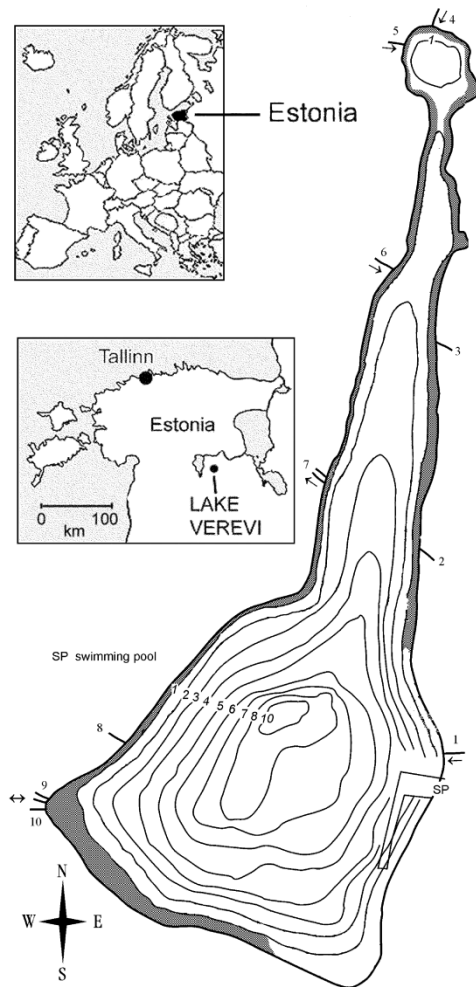 Estonia
Tallinn
Estonia
0 100
km
LAKE
VEREVI
SP swimming pool
4
5
1
6
3
7
2
1 2 3 4 5 6 7 8 10
8
1
SP
9
10
N
W E
S